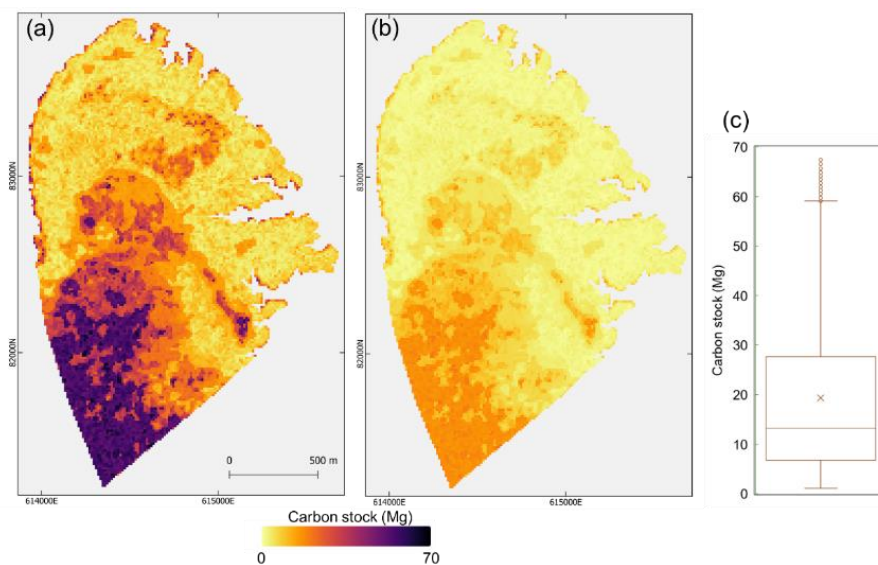 (a)
(b)
(c)
83000N
82000N
0 500 m
614000E
615000E
83000N
82000N
614000E
615000E
Carbon stock (Mg)
70
60
50
40
30
20
10
0
Carbon stock (Mg)
0 70